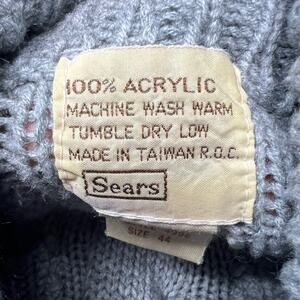 100% ACRYLIC
MACHINE WASH WARM
TUMBLE DRY LOW
MADE IN TAIWAN R.O.C.
Sears
SIZE 44